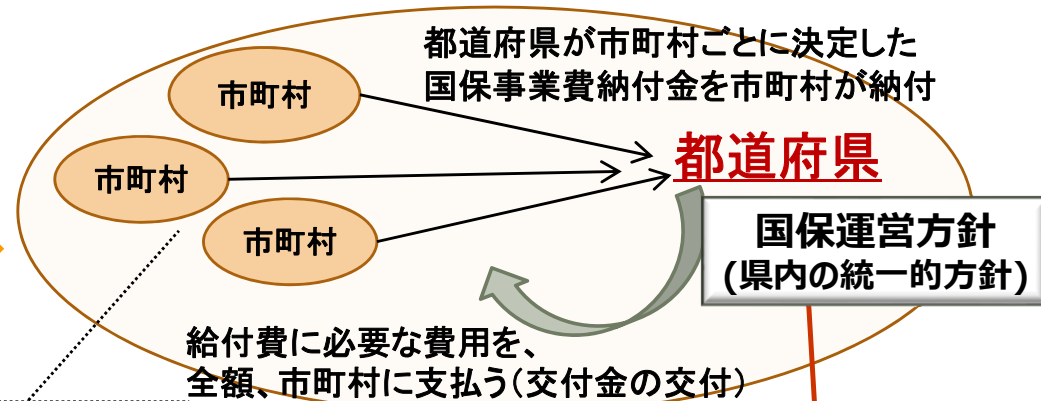 都道府県が市町村ごとに決定した
国保事業費納付金を市町村が納付
市町村
都道府県
市町村
市町村
国保運営方針
(県内の統一的方針)
給付費に必要な費用を、
全額、市町村に支払う(交付金の交付)